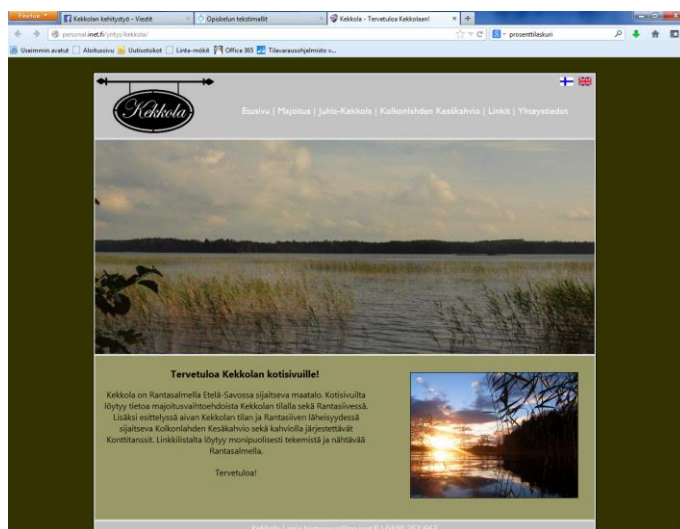 Firefox
Kekkolan kehitystyö - Viestit
Opiskelun tekstimallit
Kekkola - Tervetuloa Kekkolaan!
personal.inet.fi/yritys/kekkola/
prosenttilaskuri
Useimmin avatut
Aloitussivu
Uutisotsikot
Linta-mökit
Office 365
Tilavarausohjelmisto v...
Kekkola
Etusivu | Majoitus | Juhla-Kekkola | Kolkonlahden Kesäkahvio | Linkit | Yhteystiedot
Tervetuloa Kekkolan kotisivuille!
Kekkola on Rantasalmella Etelä-Savossa sijaitseva maatalo. Kotisivuilta
löytyy tietoa majoitusvaihtoehdoista Kekkolan tilalla sekä Rantasiivessä.
Lisäksi esittelyssä aivan Kekkolan tilan ja Rantasiiven läheisyydessä
sijaitseva Kolkonlahden Kesäkahvio sekä kahviolla järjestettävät
Konttitanssit. Linkkilistalta löytyy monipuolisesti tekemistä ja nähtävää
Rantasalmella.
Tervetuloa!
Kekkola |